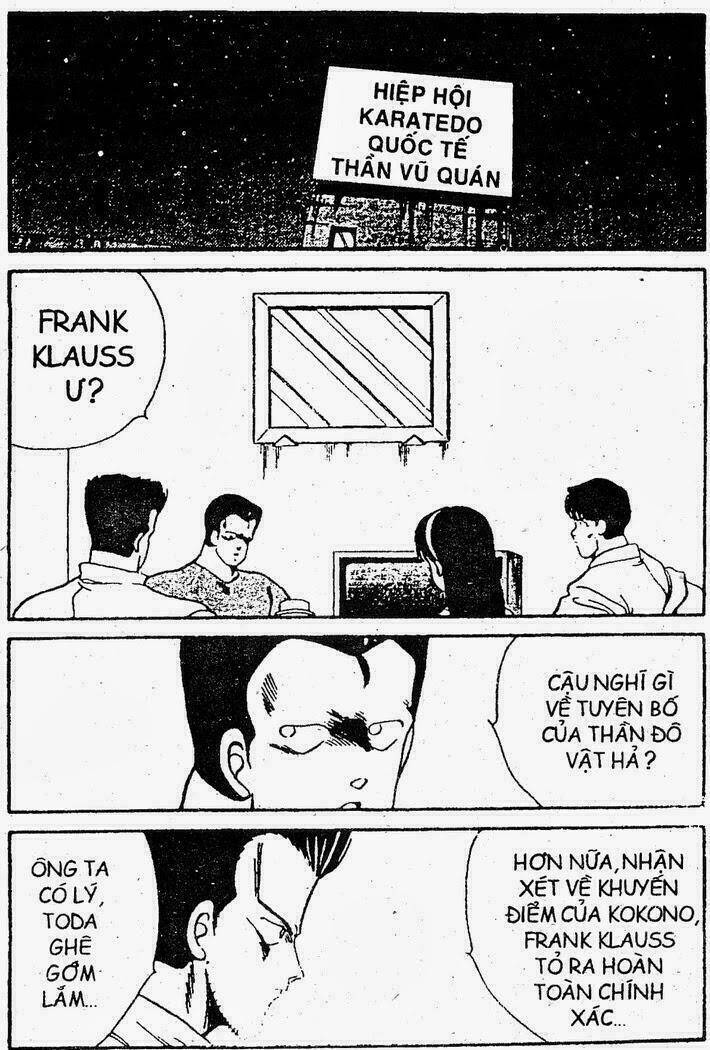 HIỆP HỘI
KARATEDO
QUỐC TẾ
THẦN VŨ QUÁN
FRANK
KLAUSS
Ư?
CẬU NGHĨ GÌ
VỀ TUYÊN BỐ
CỦA THẦN ĐÔ
VẬT HẢ?
ÔNG TA
CÓ LÝ,
TODA
GHÊ
GỚM
LẮM...
HƠN NỮA, NHẬN
XÉT VỀ KHUYẾT
ĐIỂM CỦA KOKONO,
FRANK KLAUSS
TỎ RA HOÀN
TOÀN CHÍNH
XÁC...